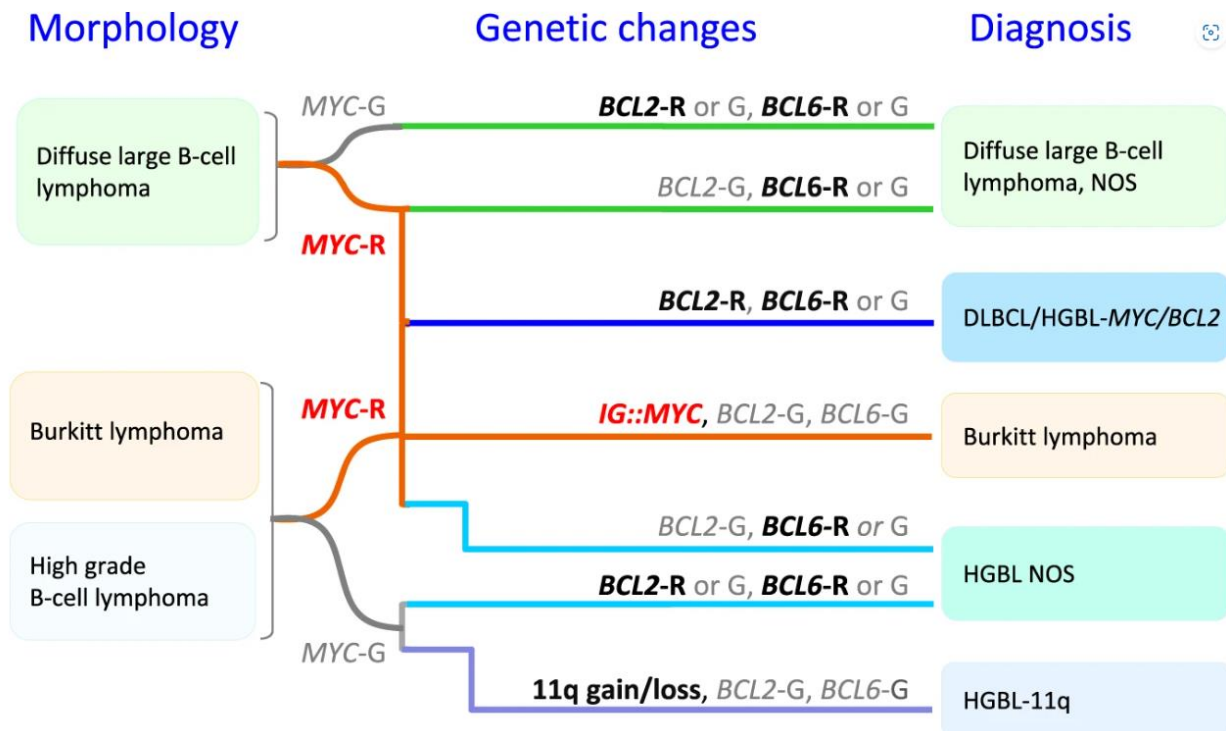 Morphology
Genetic changes
Diagnosis
Diffuse large B-cell
lymphoma
MYC-G
MYC-R
BCL2-R or G, BCL6-R or G
BCL2-G, BCL6-R or G
Diffuse large B-cell
lymphoma, NOS
BCL2-R, BCL6-R or G
DLBCL/HGBL-MYC/BCL2
Burkitt lymphoma
MYC-R
IG::MYC, BCL2-G, BCL6-G
Burkitt lymphoma
High grade
B-cell lymphoma
MYC-G
BCL2-G, BCL6-R or G
BCL2-R or G, BCL6-R or G
HGBL NOS
11q gain/loss, BCL2-G, BCL6-G
HGBL-11q